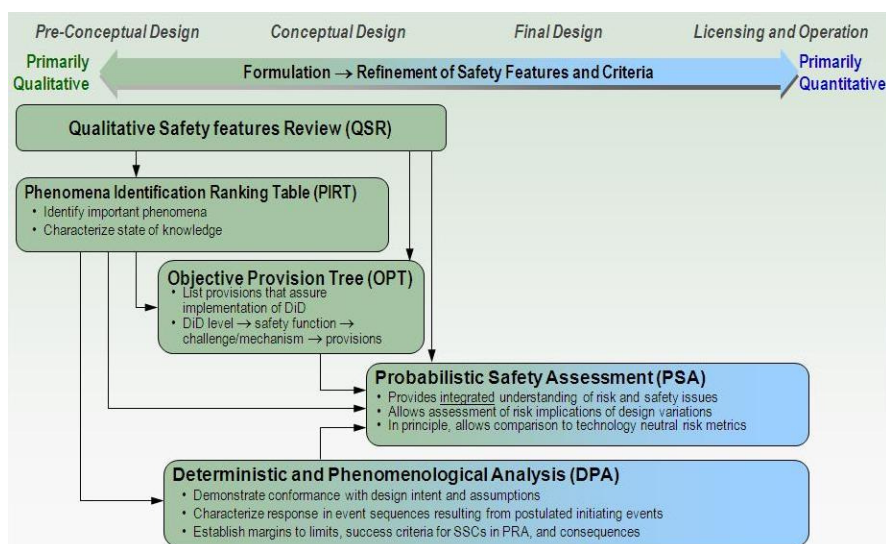 Pre-Conceptual Design Conceptual Design Final Design Licensing and Operation
Primarily
Qualitative
Formulation → Refinement of Safety Features and Criteria
Primarily
Quantitative
Qualitative Safety features Review (QSR)
Phenomena Identification Ranking Table (PIRT)
• Identify important phenomena
• Characterize state of knowledge
Objective Provision Tree (OPT)
• List provisions that assure
implementation of DiD
• DiD level → safety function →
challenge/mechanism → provisions
Probabilistic Safety Assessment (PSA)
• Provides integrated understanding of risk and safety issues
• Allows assessment of risk implications of design variations
• In principle, allows comparison to technology neutral risk metrics
Deterministic and Phenomenological Analysis (DPA)
• Demonstrate conformance with design intent and assumptions
• Characterize response in event sequences resulting from postulated initiating events
• Establish margins to limits, success criteria for SSCs in PRA, and consequences